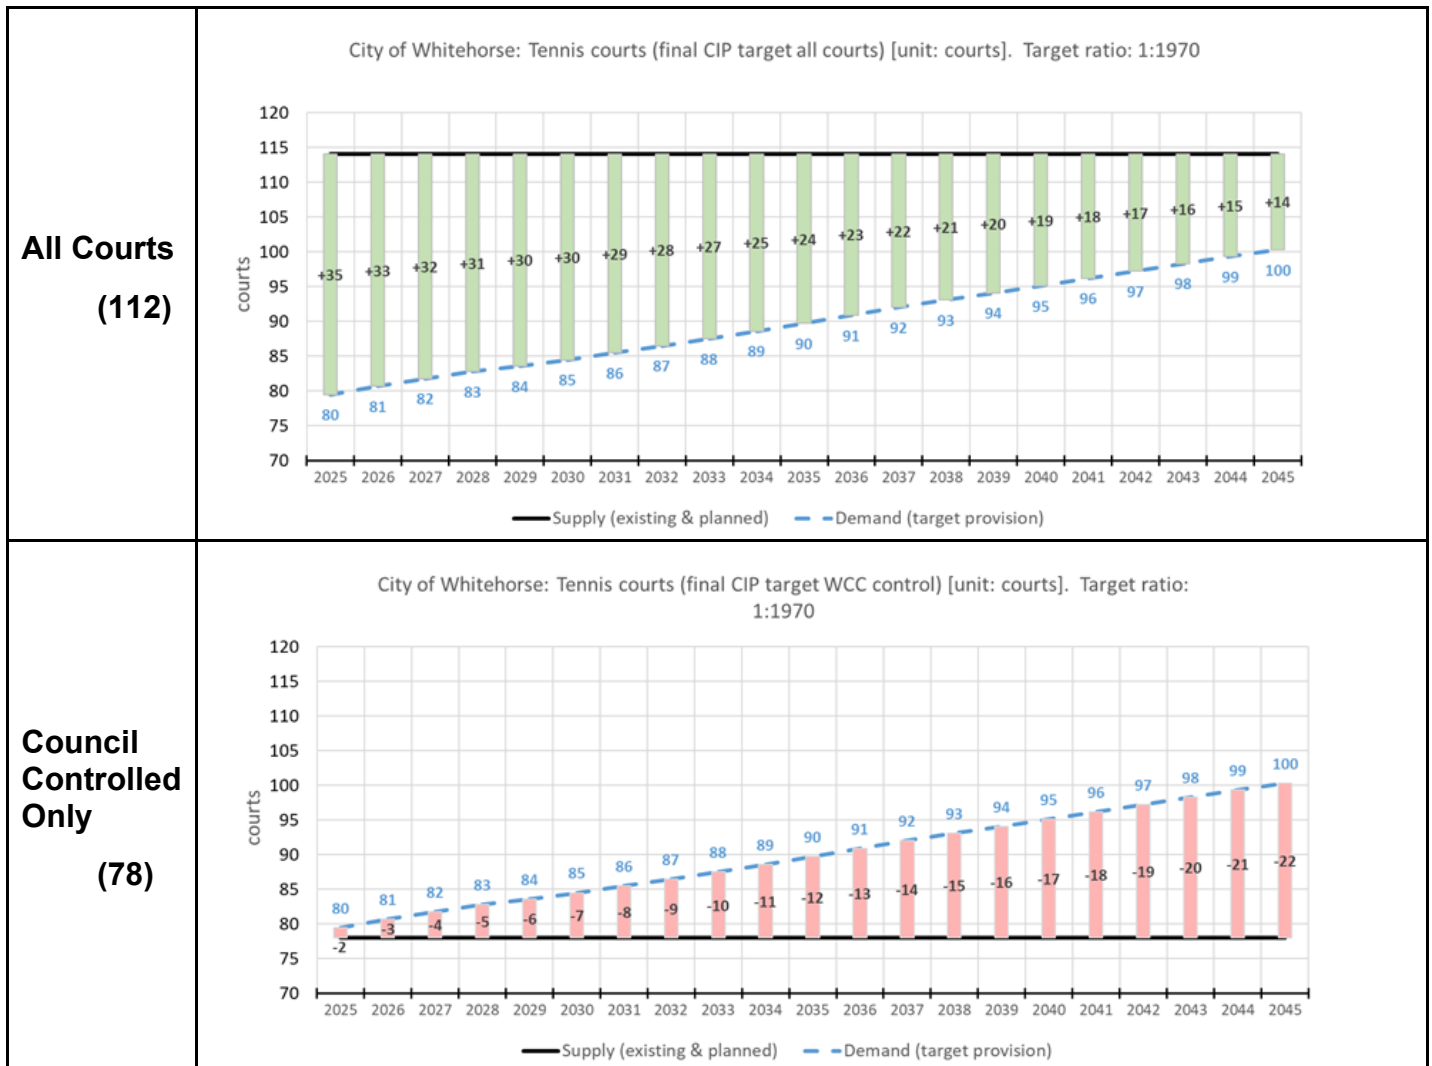 All Courts
(112)
City of Whitehorse: Tennis courts (final CIP target all courts) [unit: courts].  Target ratio: 1:1970
courts
120
115
110
105
100
95
90
85
80
75
70
+35 +33 +32 +31 +30 +30 +29 +28 +27 +25 +24 +23 +22 +21 +20 +19 +18 +17 +16 +15 +14
80 81 82 83 84 85 86 87 88 89 90 91 92 93 94 95 96 97 98 99 100
2025 2026 2027 2028 2029 2030 2031 2032 2033 2034 2035 2036 2037 2038 2039 2040 2041 2042 2043 2044 2045
Supply (existing & planned) Demand (target provision)
Council
Controlled
Only
(78)
City of Whitehorse: Tennis courts (final CIP target WCC control) [unit: courts].  Target ratio:
1:1970
courts
120
115
110
105
100
95
90
85
80
75
70
80 81 82 83 84 85 86 87 88 89 90 91 92 93 94 95 96 97 98 99 100
-2 -3 -4 -5 -6 -7 -8 -9 -10 -11 -12 -13 -14 -15 -16 -17 -18 -19 -20 -21 -22
2025 2026 2027 2028 2029 2030 2031 2032 2033 2034 2035 2036 2037 2038 2039 2040 2041 2042 2043 2044 2045
Supply (existing & planned) Demand (target provision)